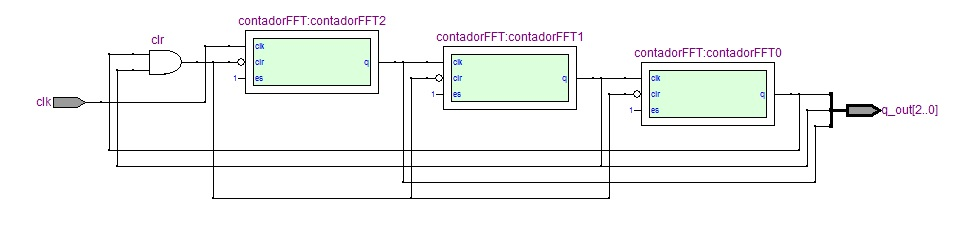 contadorFFT:contadorFFT2
contadorFFT:contadorFFT1
contadorFFT:contadorFFT0
clr
clk
clk
clr
q
1
es
clk
clr
q
1
es
clk
clr
q
1
es
q_out[2..0]